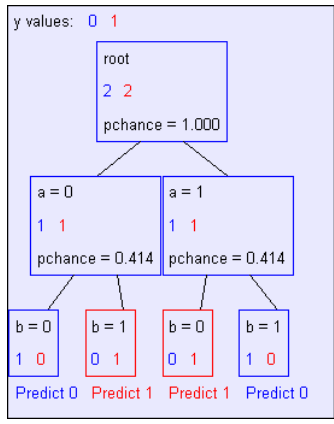 y values: 0 1
root
2 2
pchance = 1.000
a = 0
1 1
pchance = 0.414
a = 1
1 1
pchance = 0.414
b = 0
1 0
Predict 0
b = 1
0 1
Predict 1
b = 0
0 1
Predict 1
b = 1
1 0
Predict 0